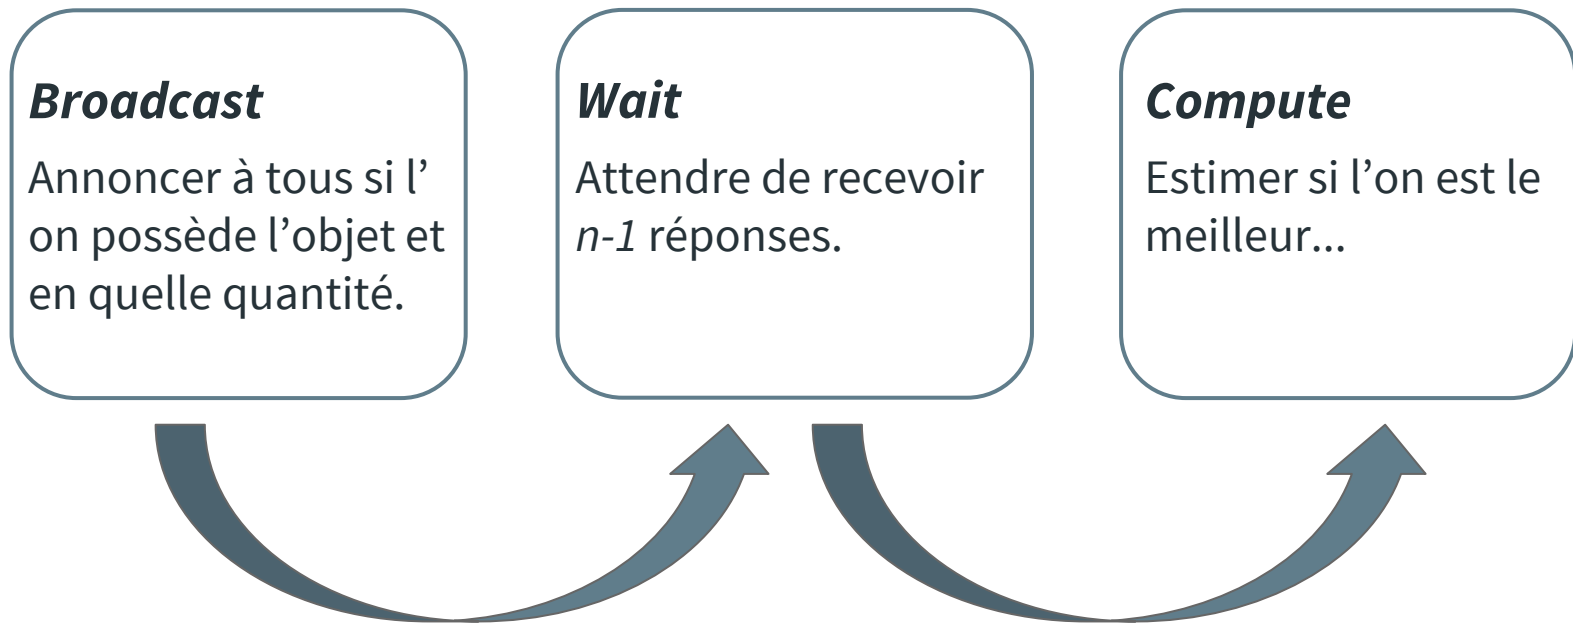 Broadcast
Annoncer à tous si l’
on possède l’objet et
en quelle quantité.
Wait
Attendre de recevoir
n-1 réponses.
Compute
Estimer si l’on est le
meilleur...